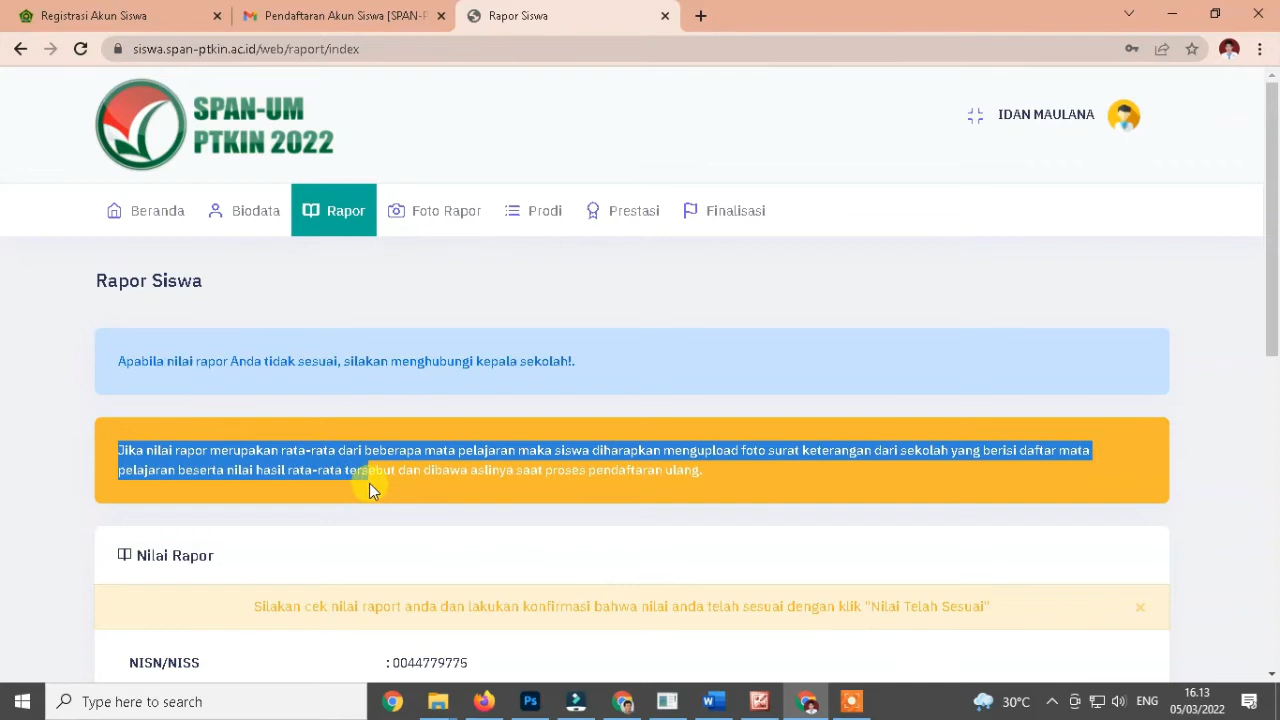 Registrasi Akun Siswa
Pendaftaran Akun Siswa [SPAN-P
Rapor Siswa
siswa.span-ptkin.ac.id/web/raport/index
SPAN-UM
PTKIN 2022
IDAN MAULANA
Beranda
Biodata
Rapor
Foto Rapor
Prodi
Prestasi
Finalisasi
Rapor Siswa
Apabila nilai rapor Anda tidak sesuai, silakan menghubungi kepala sekolah!.
Jika nilai rapor merupakan rata-rata dari beberapa mata pelajaran maka siswa diharapkan mengupload foto surat keterangan dari sekolah yang berisi daftar mata
pelajaran beserta nilai hasil rata-rata tersebut dan dibawa aslinya saat proses pendaftaran ulang.
Nilai Rapor
Silakan cek nilai raport anda dan lakukan konfirmasi bahwa nilai anda telah sesuai dengan klik "Nilai Telah Sesuai"
NISN/NISS : 0044779775
Type here to search
30°C
ENG
16.13
05/03/2022